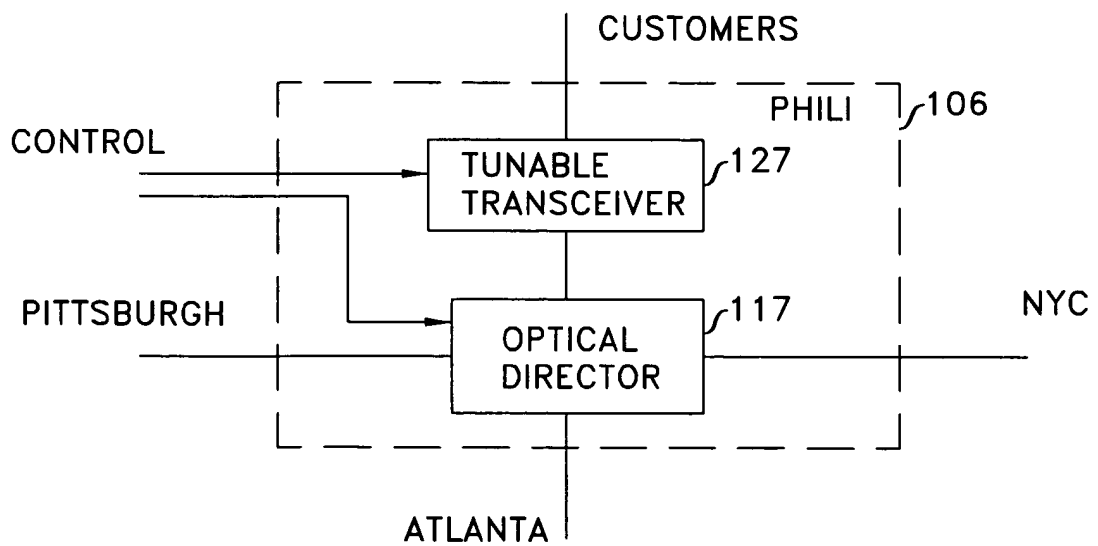 CUSTOMERS
PHILI
106
CONTROL
TUNABLE
TRANSCEIVER
127
PITTSBURGH
NYC
117
OPTICAL
DIRECTOR
ATLANTA